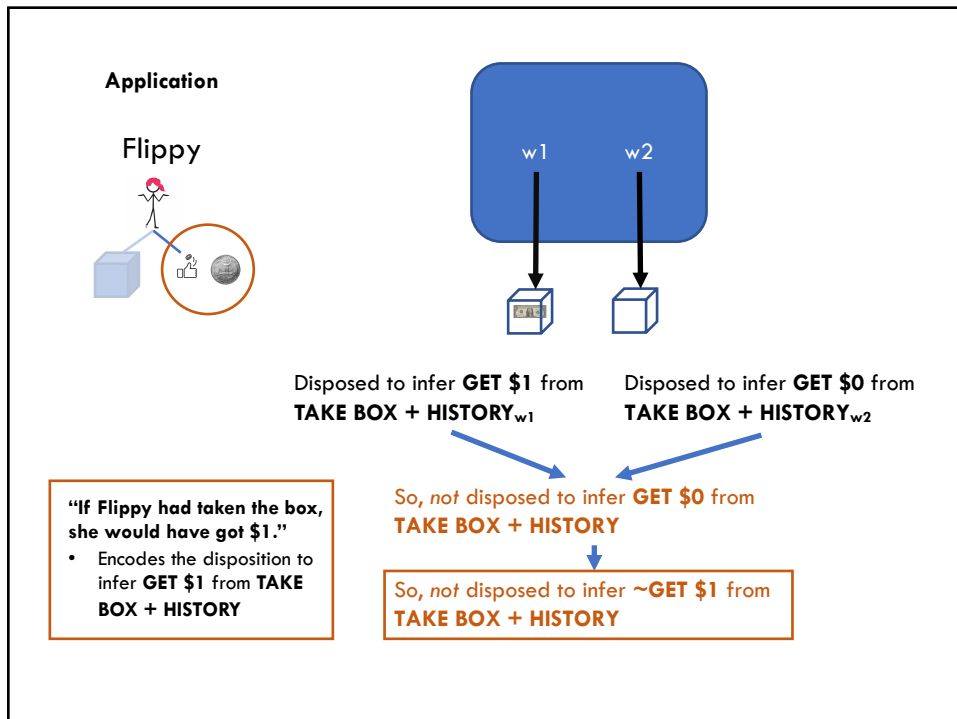 Application
Flippy
w1 w2
Disposed to infer GET $1 from
TAKE BOX + HISTORYw1
Disposed to infer GET $0 from
TAKE BOX + HISTORYw2
So, not disposed to infer GET $0 from
TAKE BOX + HISTORY
So, not disposed to infer ~GET $1 from
TAKE BOX + HISTORY
“If Flippy had taken the box,
she would have got $1.”
• Encodes the disposition to
infer GET $1 from TAKE
BOX + HISTORY